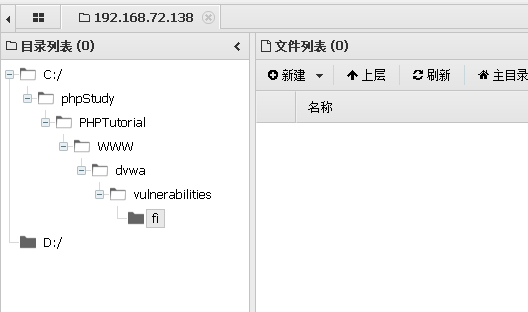 192.168.72.138
目录列表 (0)
文件列表 (0)
新建 上层 刷新 主目录
名称
C:/
phpStudy
PHPTutorial
WWW
dvwa
vulnerabilities
fi
D:/